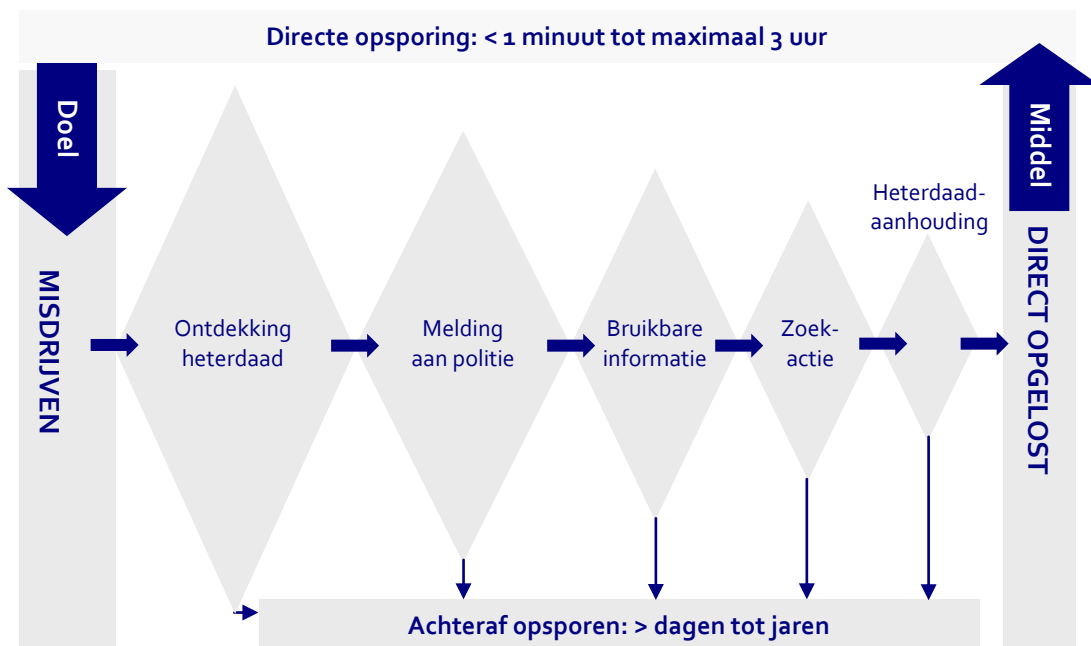 Directe opsporing: < 1 minuut tot maximaal 3 uur
Doel
MISDRIJVEN
Ontdekking
heterdaad
Melding
aan politie
Bruikbare
informatie
Zoek-
actie
Heterdaad-
aanhouding
Middel
DIRECT OPGELOST
Achteraf opsporen: > dagen tot jaren